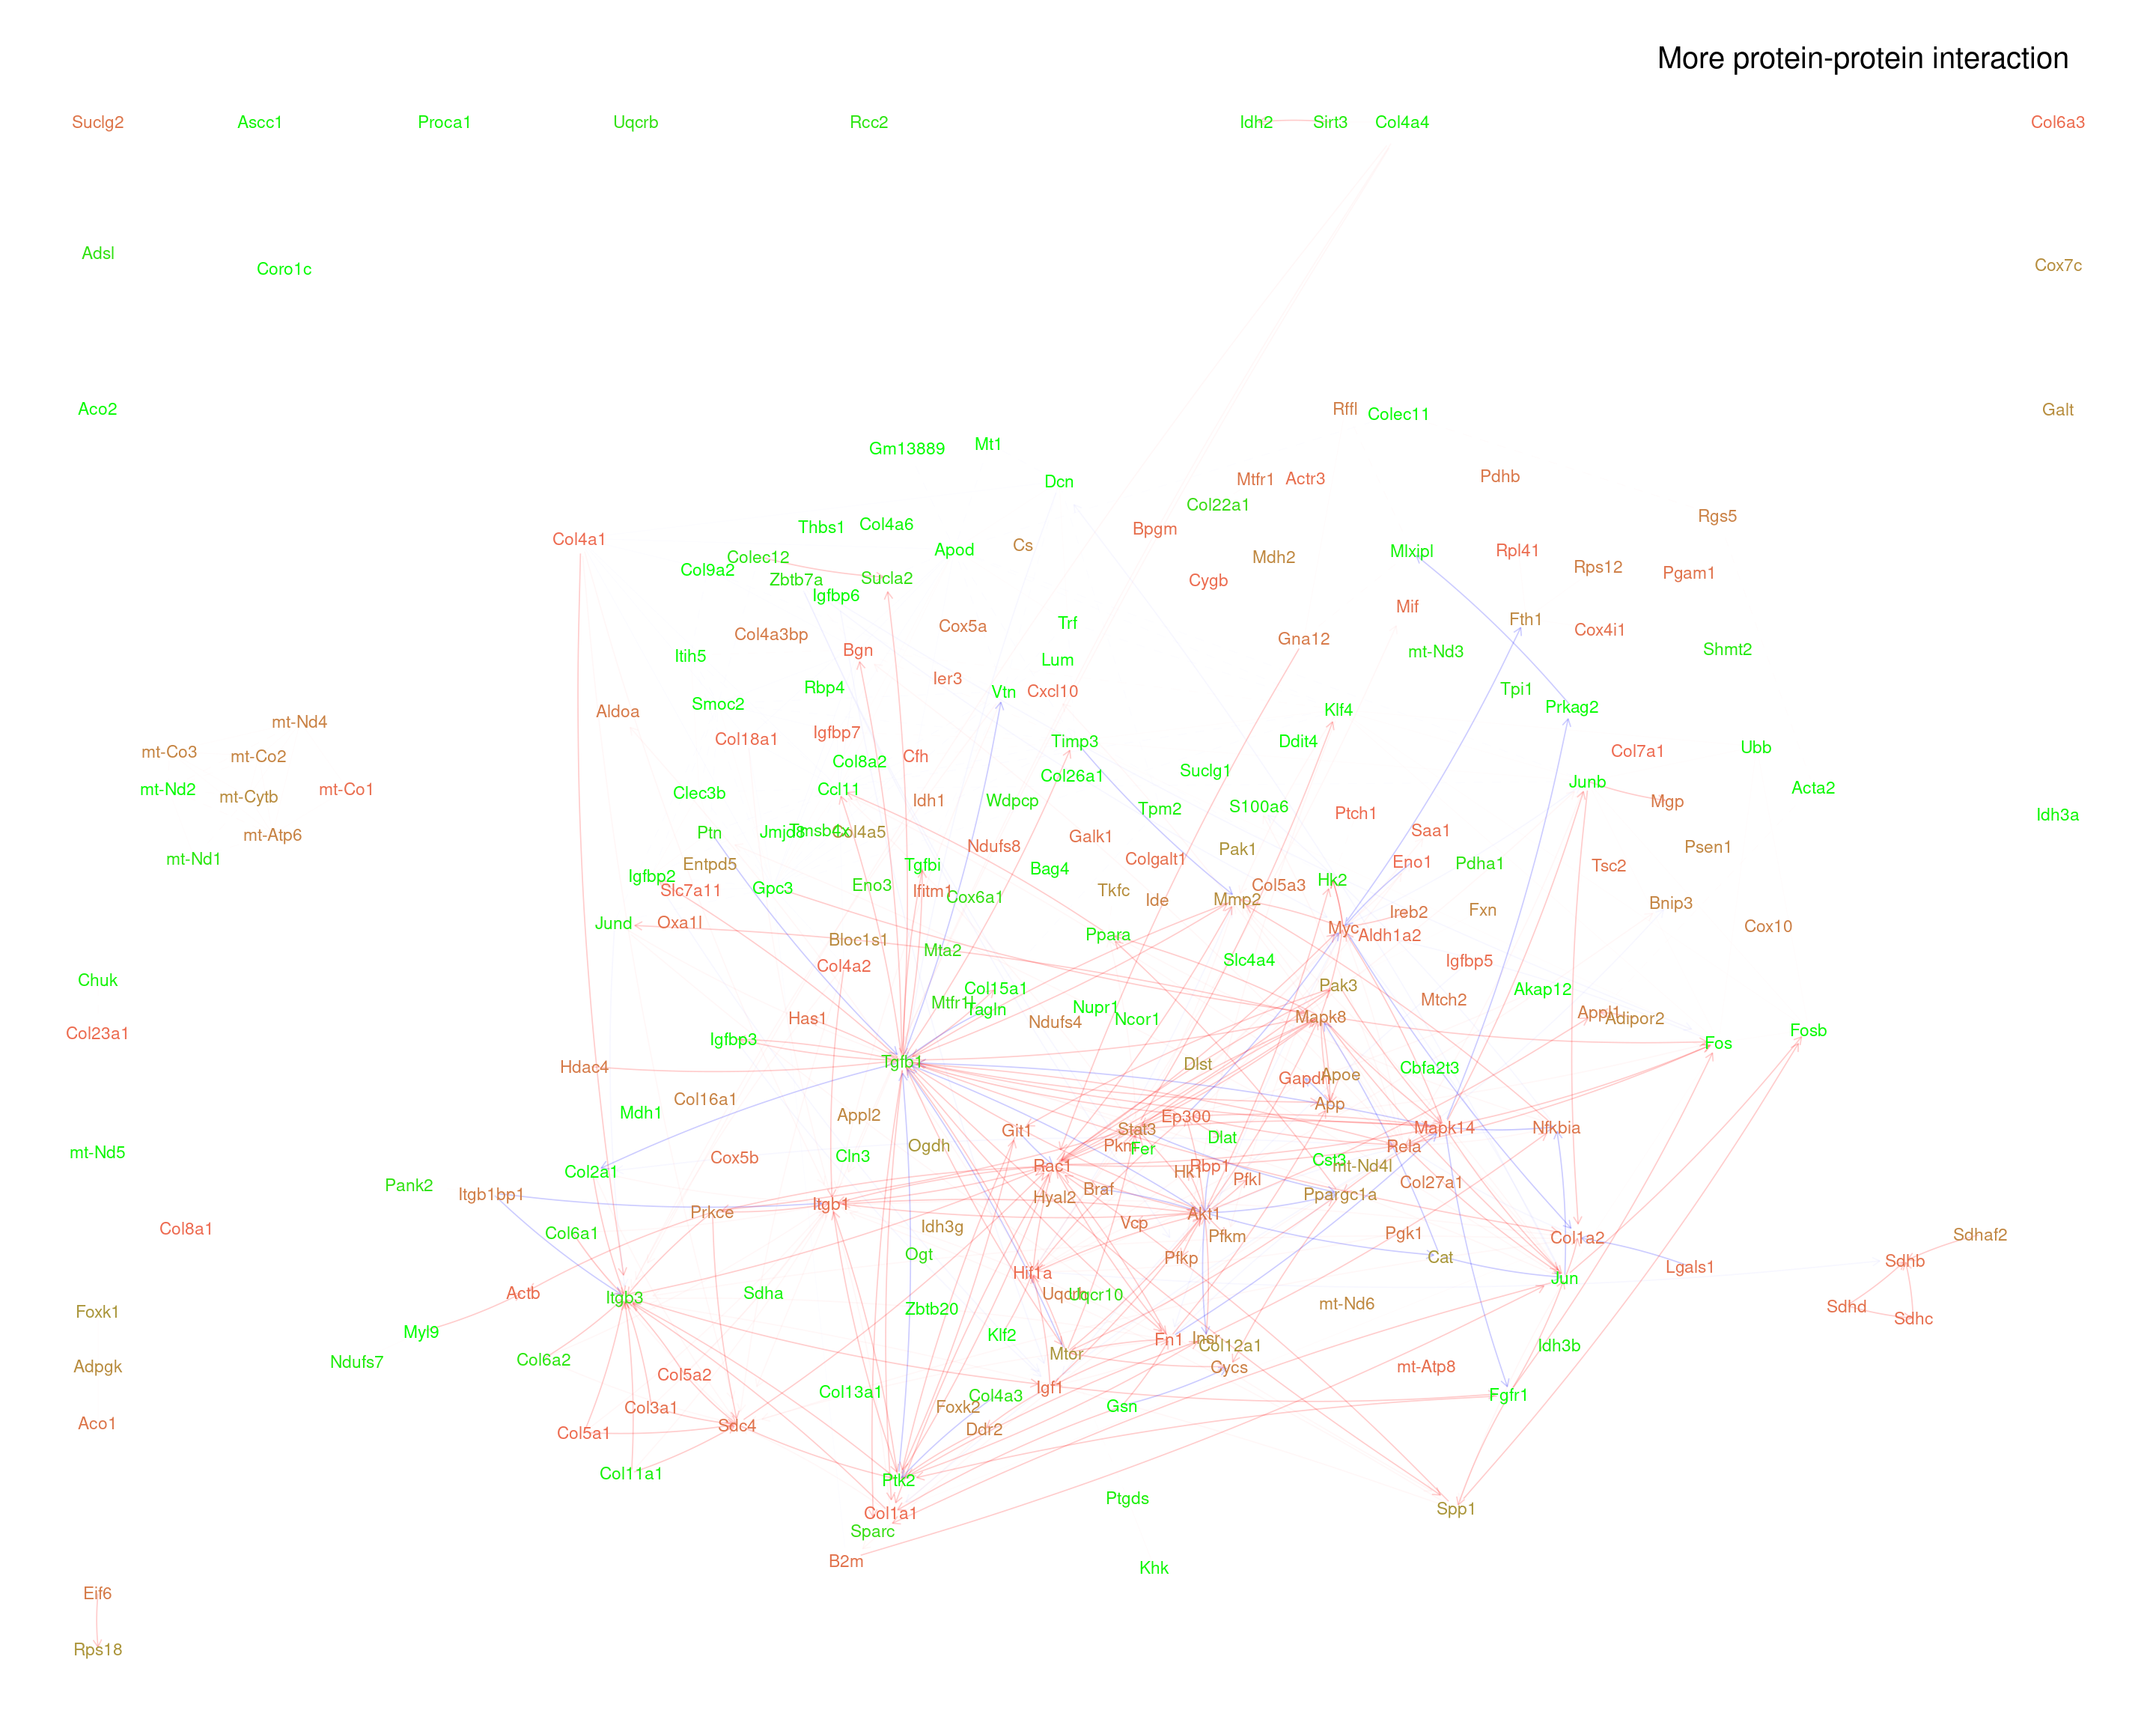 More protein-protein interaction
Suclg2 Ascc1 Proca1 Uqcrb Rcc2 Idh2 Sirt3 Col4a4 Col6a3
Adsl Coro1c Cox7c
Aco2 Rffl Colec11 Galt
Gm13889 Mt1
Dcn Mtfr1 Actr3 Pdhb
Col22a1 Rgs5
Thbs1 Col4a6 Bpgm
Col4a1 Apod Cs Mlxipl Rpl41
Colec12 Mdh2
Col9a2 Zbtb7a Sucla2 Cygb Rps12 Pgam1
Igfbp6 Mif
Col4a3bp Cox5a Trf Gna12 Fth1 Cox4i1
Itih5 Bgn Lum mt-Nd3 Shmt2
Rbp4 Ier3 Vtn Cxcl10 Tpi1
Aldoa Smoc2 Klf4 Prkag2
mt-Nd4
Col18a1 Igfbp7 Timp3 Ddit4
mt-Co3 mt-Co2 Cfh Col7a1 Ubb
Col8a2 Col26a1 Suclg1
mt-Nd2 mt-Cytb mt-Co1 Clec3b Ccl11 Idh1 Wdpcp Junb Acta2
Tpm2 S100a6 Ptch1 Mgp Idh3a
mt-Atp6 Ptn Jmjd8 Tmsb4x Col4a5 Galk1 Saa1
mt-Nd1 Entpd5 Ndufs8 Colgalt1 Pak1 Eno1 Pdha1 Psen1
Igfbp2 Slc7a11 Gpc3 Eno3 Tgfbi Ifitm1 Bag4 Tsc2
Cox6a1 Tkfc Ide Mmp2 Col5a3 Hk2
Jund Oxa1l Ireb2 Fxn Bnip3
Bloc1s1 Mta2 Ppara Myc Aldh1a2 Cox10
Col4a2 Slc4a4 Igfbp5
Chuk Col15a1 Pak3 Akap12
Mtfr1l Tagln Nupr1 Mtch2
Col23a1 Has1 Ndufs4 Ncor1 Mapk8 Appl1 Adipor2 Fosb
Igfbp3 Fos
Hdac4 Tgfb1 Dlst Gapdh Apoe Cbfa2t3
Col16a1 App
Mdh1 Appl2 Git1 Stat3 Ep300 Mapk14 Nfkbia
mt-Nd5 Cox5b Cln3 Ogdh Pkm Fer Dlat Rela
Col2a1 Rac1 Rbp1 Cst3 mt-Nd4l
Pank2 Itgb1bp1 Hyal2 Braf Hk1 Pfkl Ppargc1a Col27a1
Prkce Itgb1 Akt1
Col8a1 Col6a1 Idh3g Vcp Pfkm Pgk1 Col1a2 Sdhaf2
Ogt Pfkp Cat Lgals1 Sdhb
Hif1a Jun
Actb Itgb3 Sdha Uqcrh Uqcr10 mt-Nd6 Sdhd
Foxk1 Zbtb20 Sdhc
Myl9 Klf2 Fn1 Insr
Adpgk Ndufs7 Col6a2 Mtor Col12a1 Idh3b
Col5a2 Cycs mt-Atp8
Col13a1 Igf1 Col4a3 Fgfr1
Aco1 Col3a1 Foxk2 Gsn
Col5a1 Sdc4 Ddr2
Col11a1 Ptk2
Col1a1 Ptgds Spp1
Sparc
B2m Khk
Eif6
Rps18